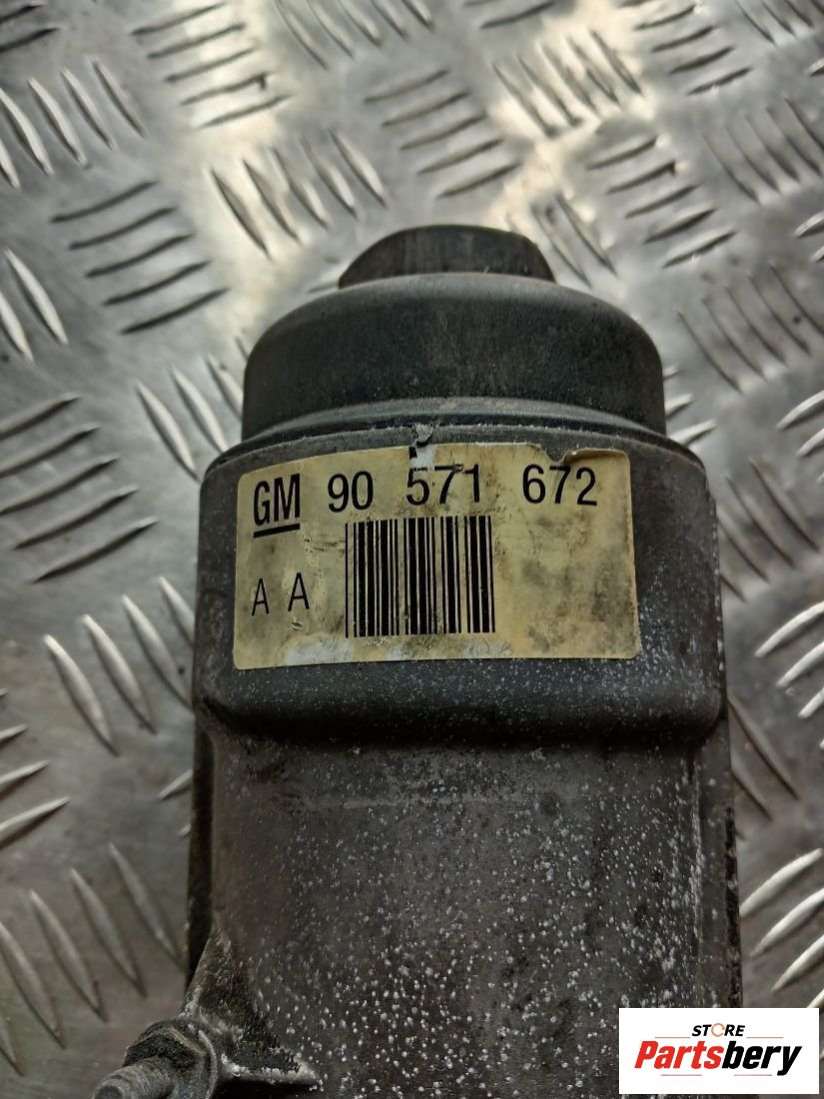 GM 90 571 672
A A
STORE
Partsbery